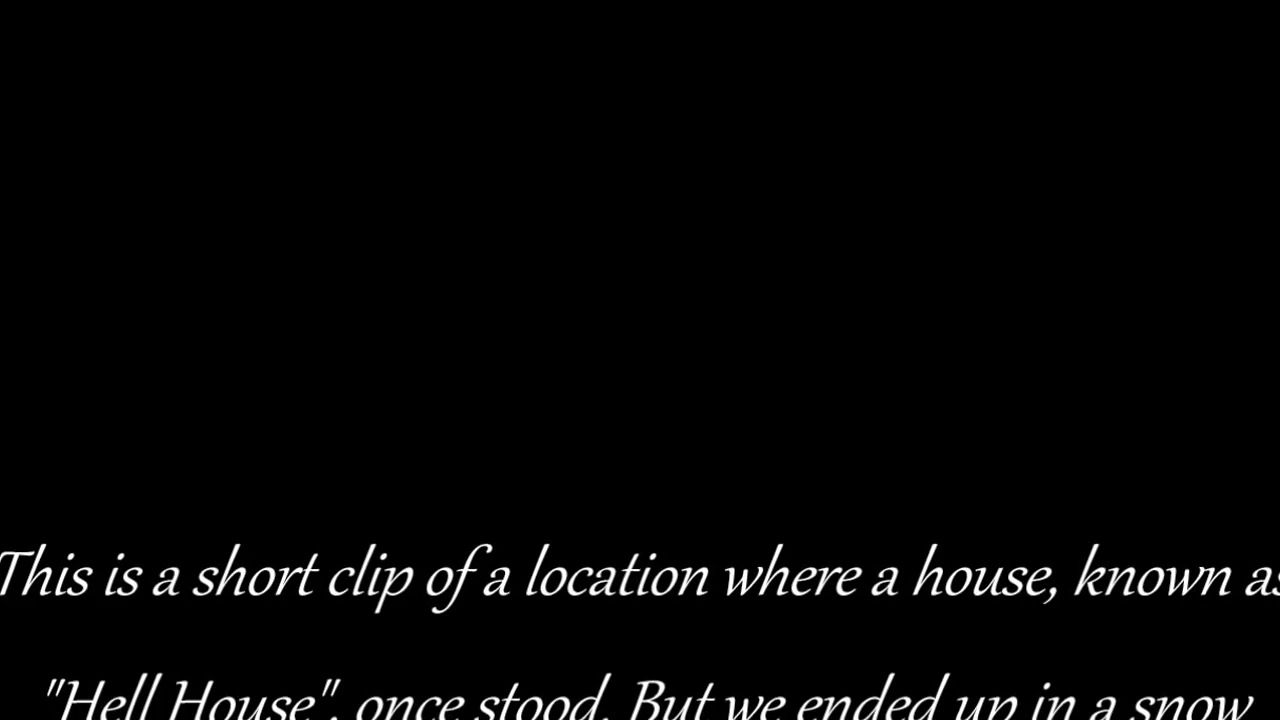 This is a short clip of a location where a house, known as
"Hell House", once stood. But we ended up in a snow